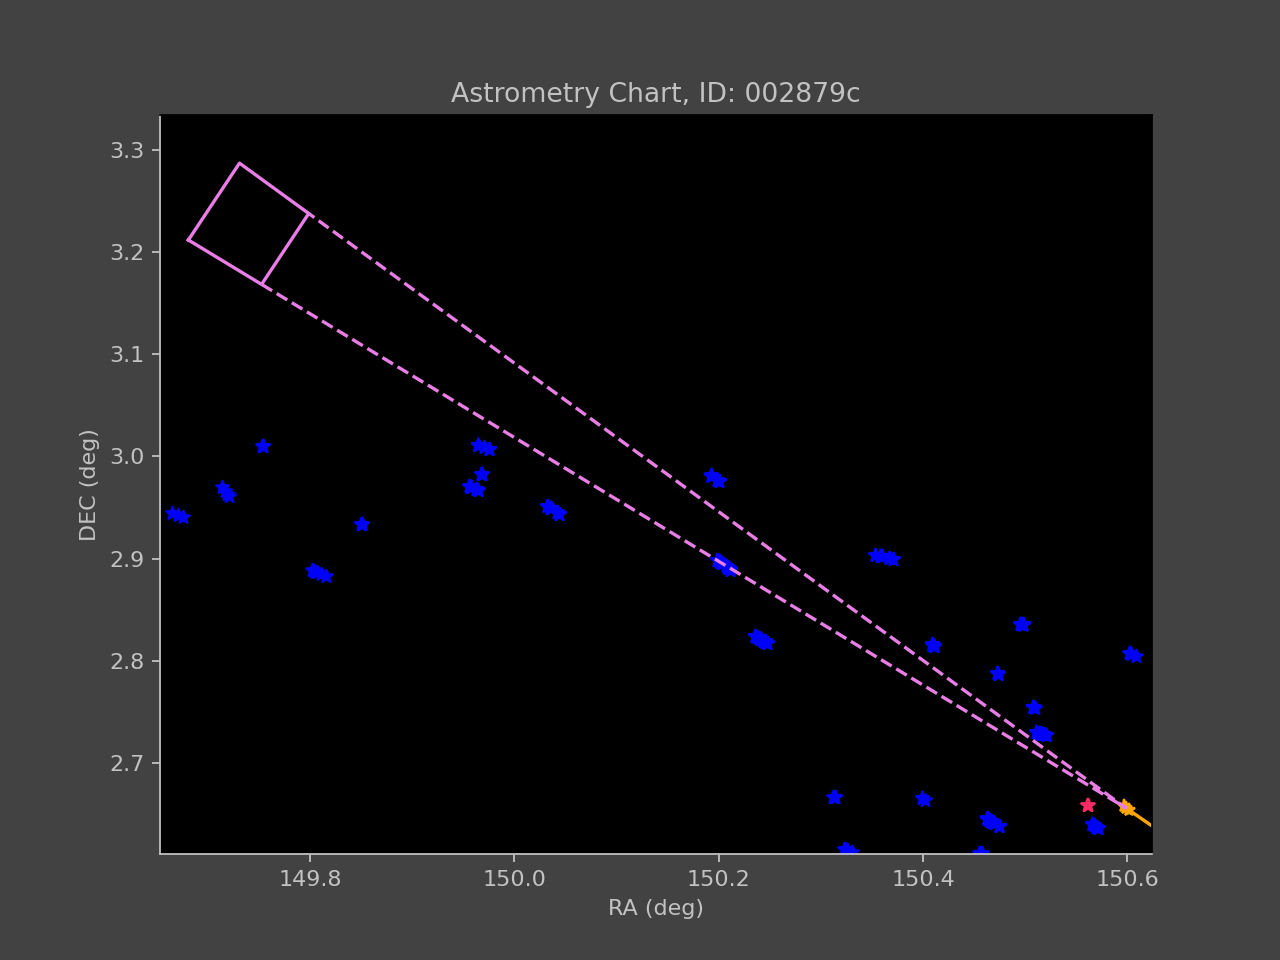 Astrometry Chart, ID: 002879c
3.3
3.2
3.1
3.0
2.9
2.8
2.7
DEC (deg)
149.8 150.0 150.2 150.4 150.6
RA (deg)